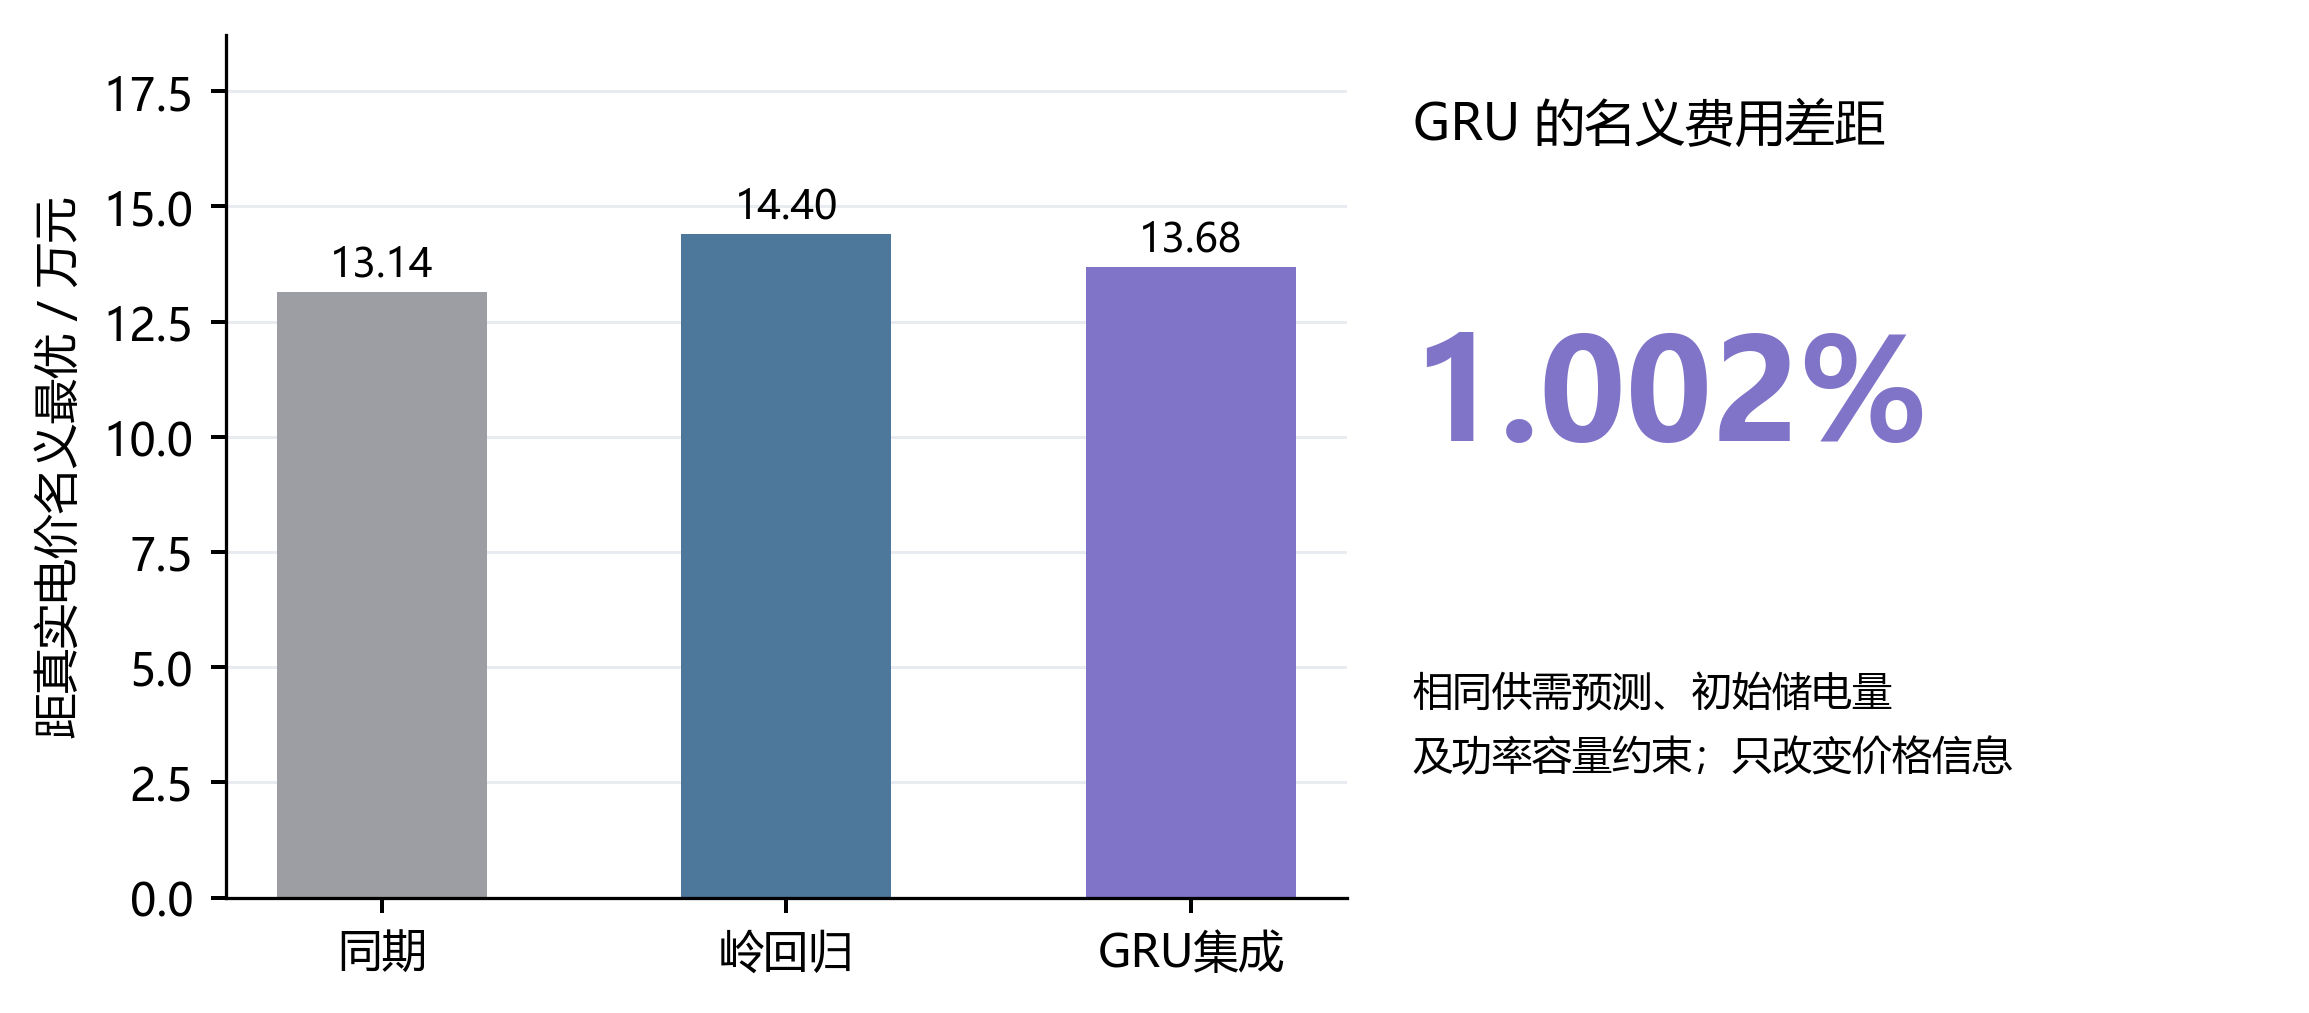 距真实电价名义最优 / 万元
17.5
15.0
12.5
10.0
7.5
5.0
2.5
0.0
13.14
14.40
13.68
同期
岭回归
GRU集成
GRU 的名义费用差距
1.002%
相同供需预测、初始储电量
及功率容量约束；只改变价格信息